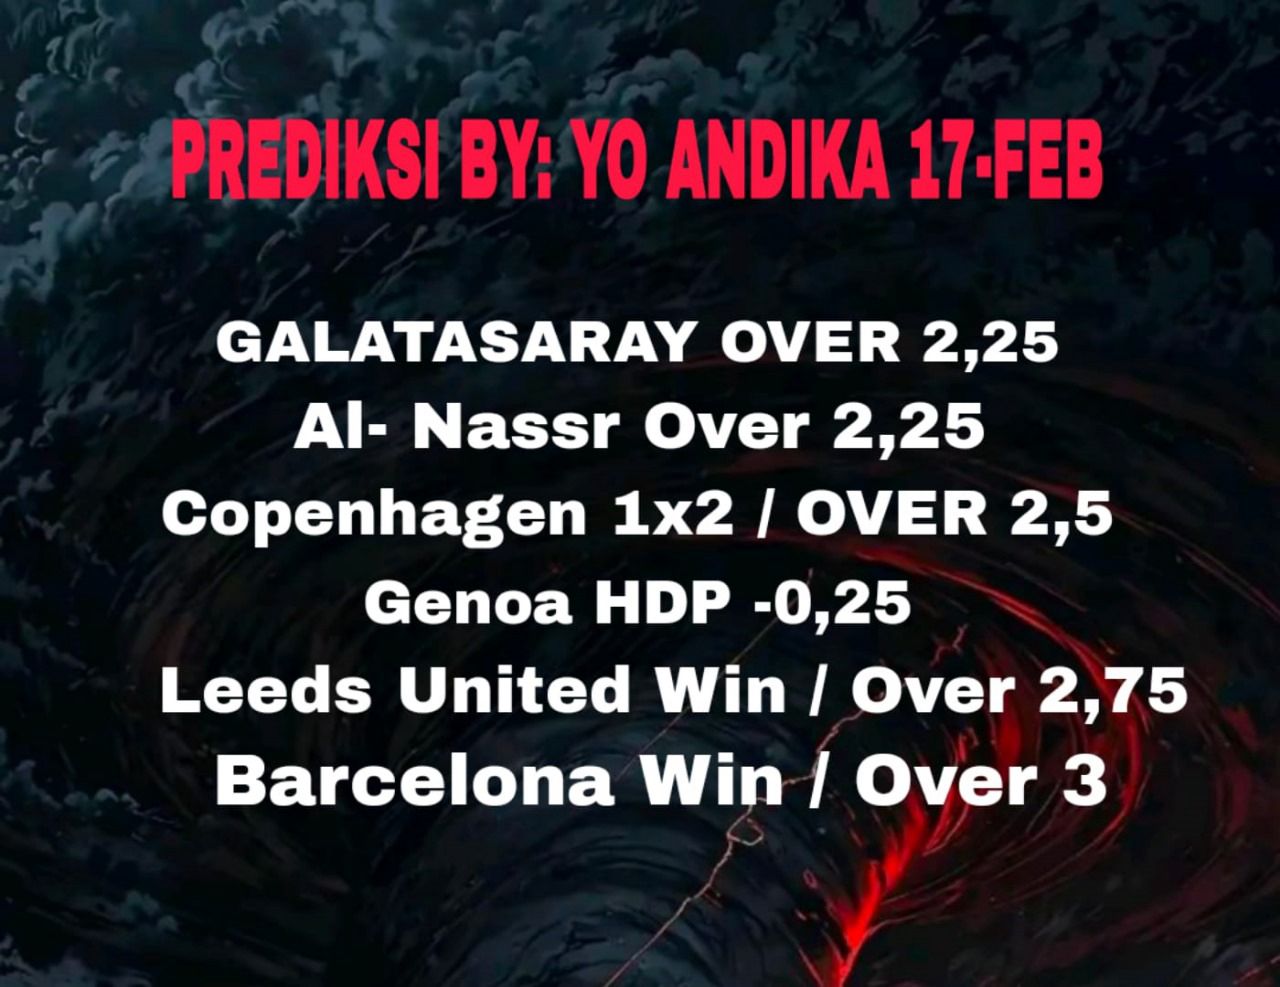 PREDIKSI BY: YO ANDIKA 17-FEB
GALATASARAY OVER 2,25
Al- Nassr Over 2,25
Copenhagen 1x2 / OVER 2,5
Genoa HDP -0,25
Leeds United Win / Over 2,75
Barcelona Win / Over 3